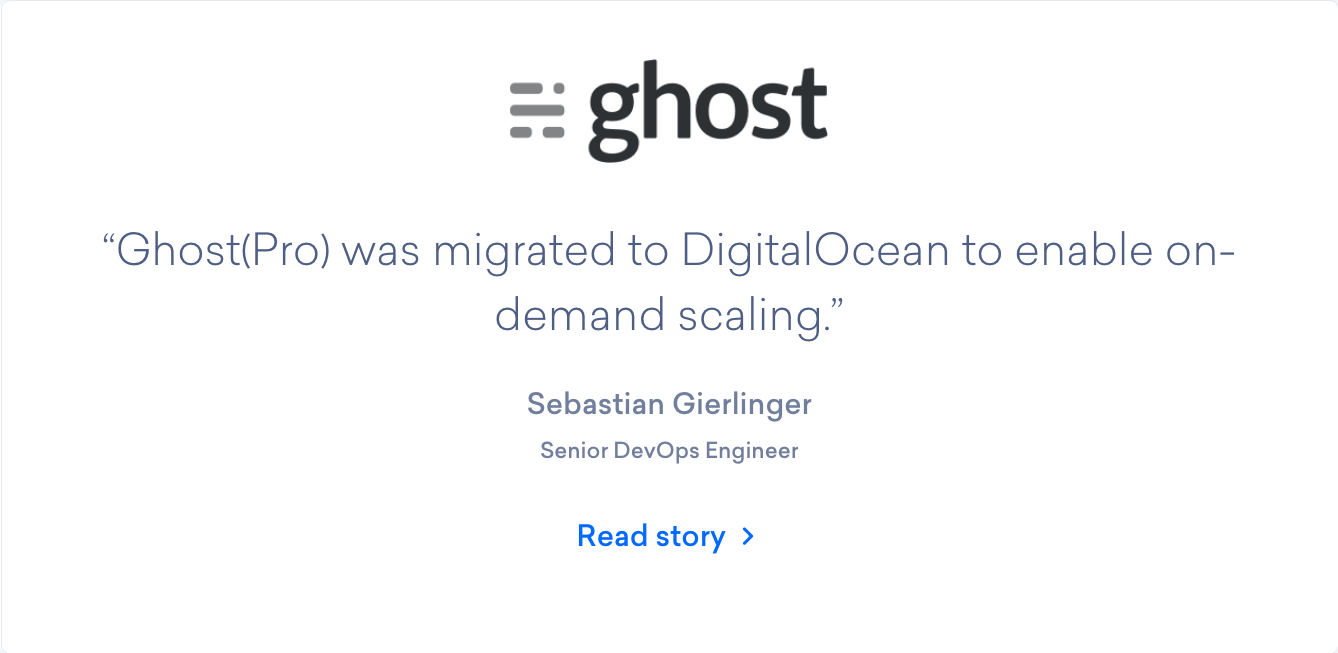 ghost
“Ghost(Pro) was migrated to DigitalOcean to enable on-
demand scaling.”
Sebastian Gierlinger
Senior DevOps Engineer
Read story